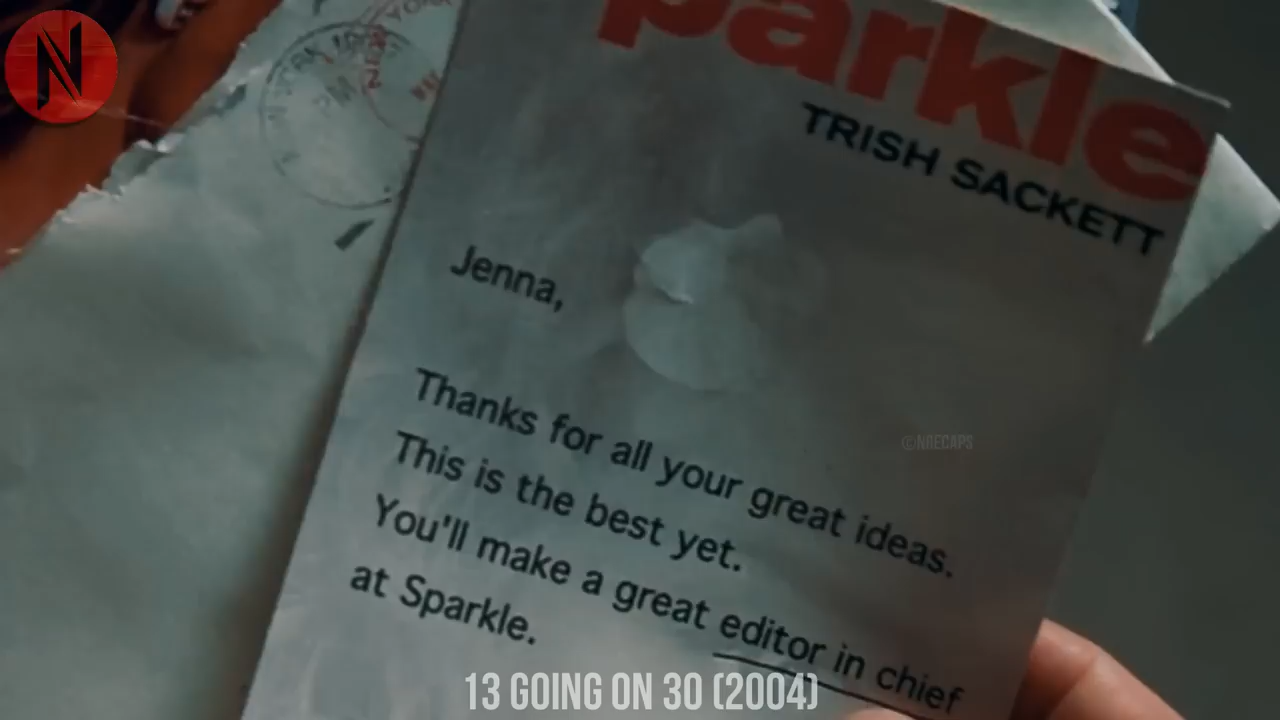 N
parkle
TRISH SACKETT
Jenna,
Thanks for all your great ideas.
This is the best yet.
You'll make a great editor in chief
at Sparkle.
©NJIECAPS
13 GOING ON 30 (2004)